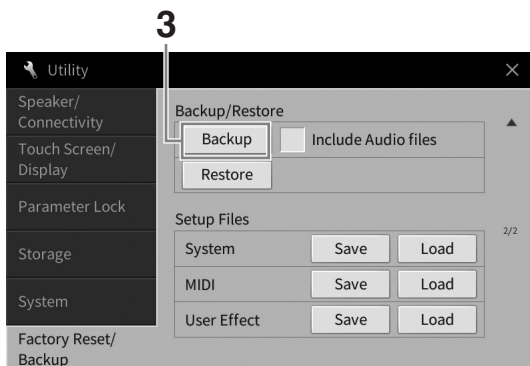 3
Utility
Speaker/
Connectivity
Touch Screen/
Display
Parameter Lock
Storage
System
Factory Reset/
Backup
Backup/Restore
Backup
Include Audio files
Restore
Setup Files
System Save Load
MIDI Save Load
User Effect Save Load
2/2